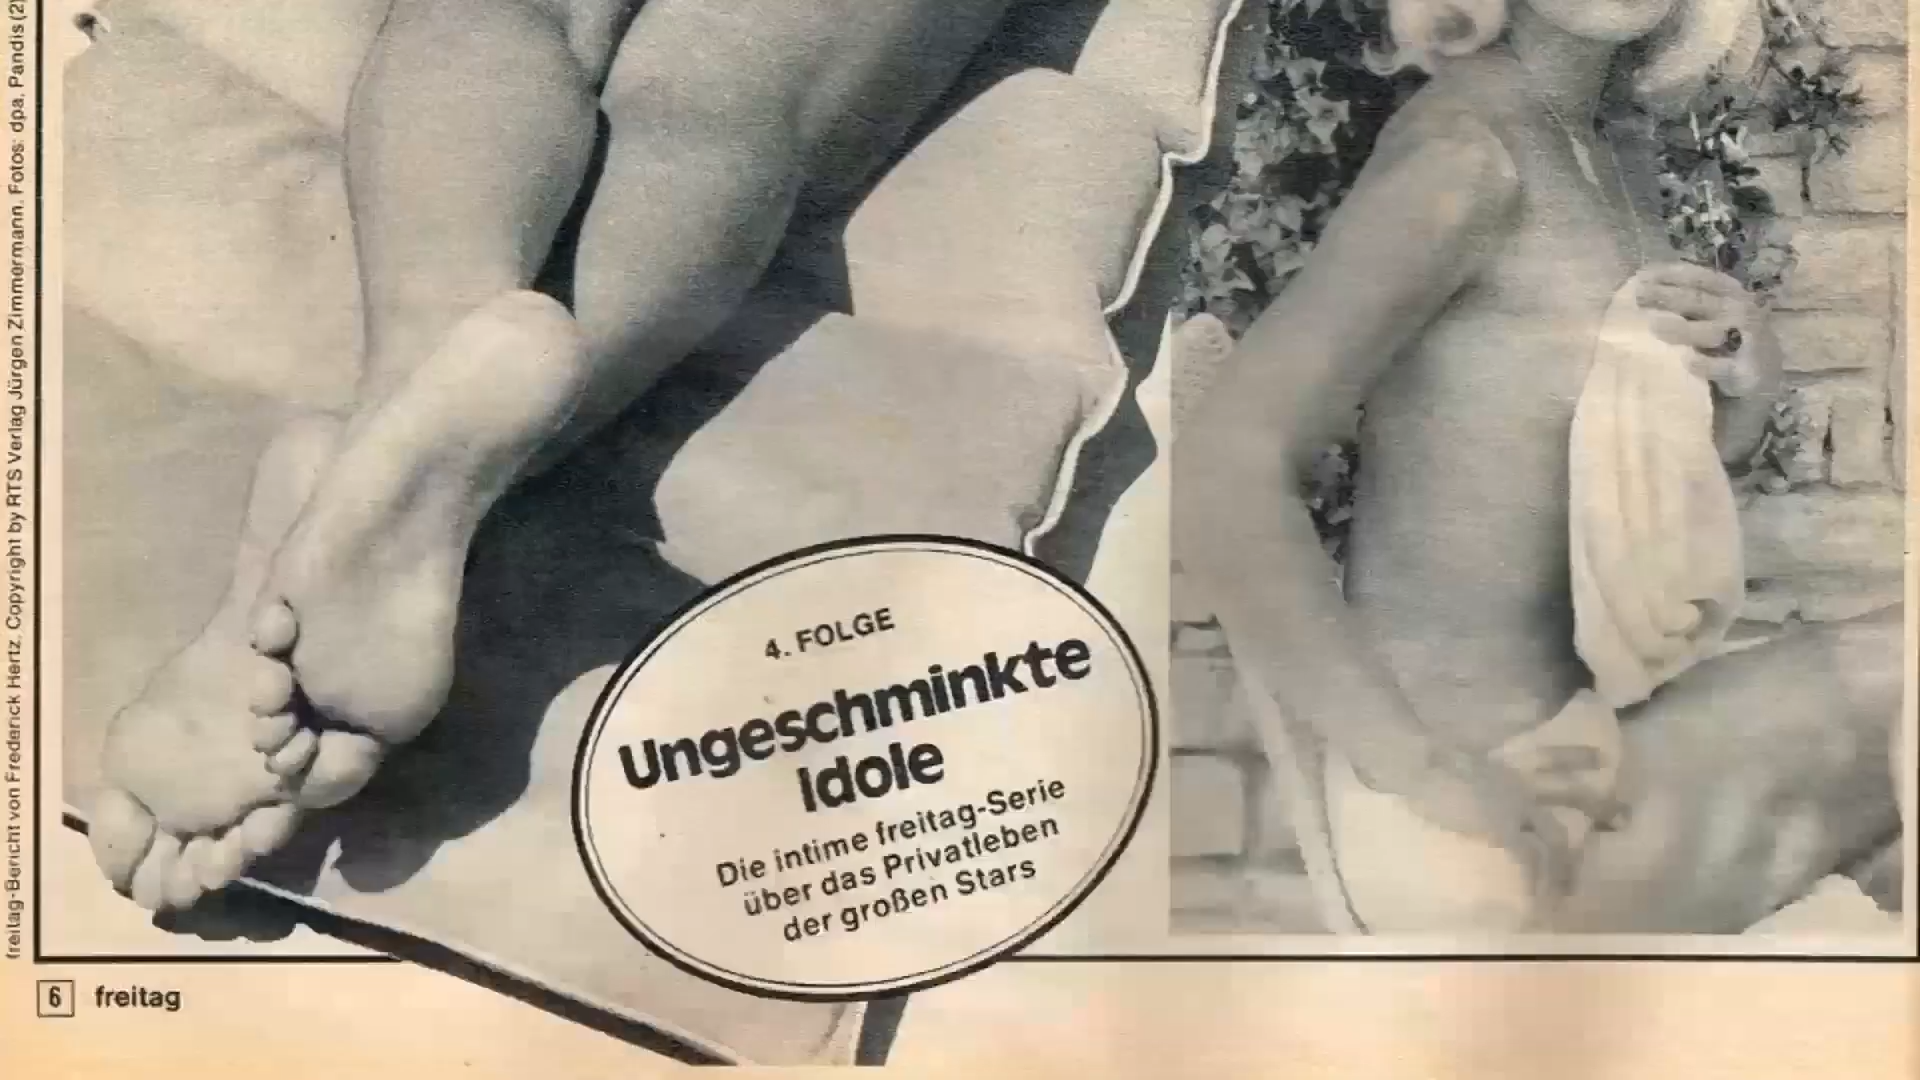 freitag-Bericht von Frederick Hertz. Copyright by RTS Verlag Jürgen Zimmermann. Fotos: dpa, Pandis (2)
4. FOLGE
Ungeschminkte
Idole
Die intime freitag-Serie
über das Privatleben
der großen Stars
6 freitag